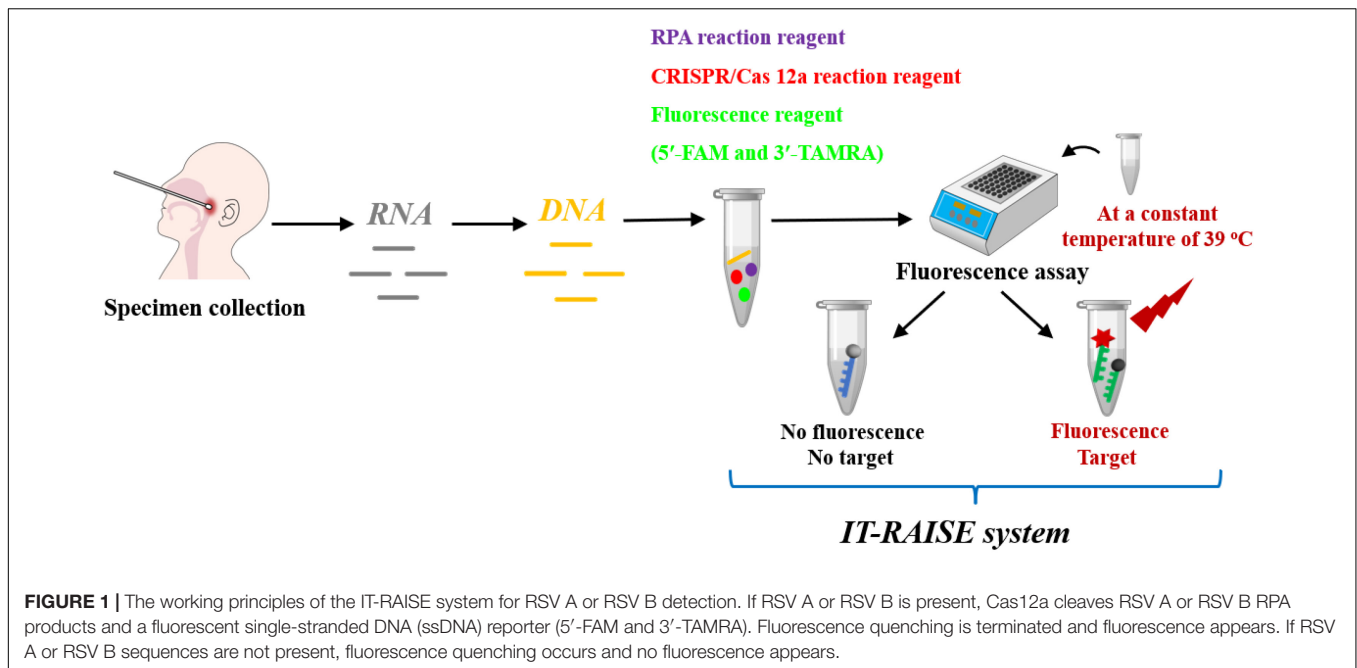 RPA reaction reagent
CRISPR/Cas 12a reaction reagent
Fluorescence reagent
(5′-FAM and 3′-TAMRA)
RNA
DNA
At a constant
temperature of 39 ºC
Specimen collection
Fluorescence assay
No fluorescence
No target
Fluorescence
Target
IT-RAISE system
FIGURE 1 | The working principles of the IT-RAISE system for RSV A or RSV B detection. If RSV A or RSV B is present, Cas12a cleaves RSV A or RSV B RPA
products and a fluorescent single-stranded DNA (ssDNA) reporter (5′-FAM and 3′-TAMRA). Fluorescence quenching is terminated and fluorescence appears. If RSV
A or RSV B sequences are not present, fluorescence quenching occurs and no fluorescence appears.